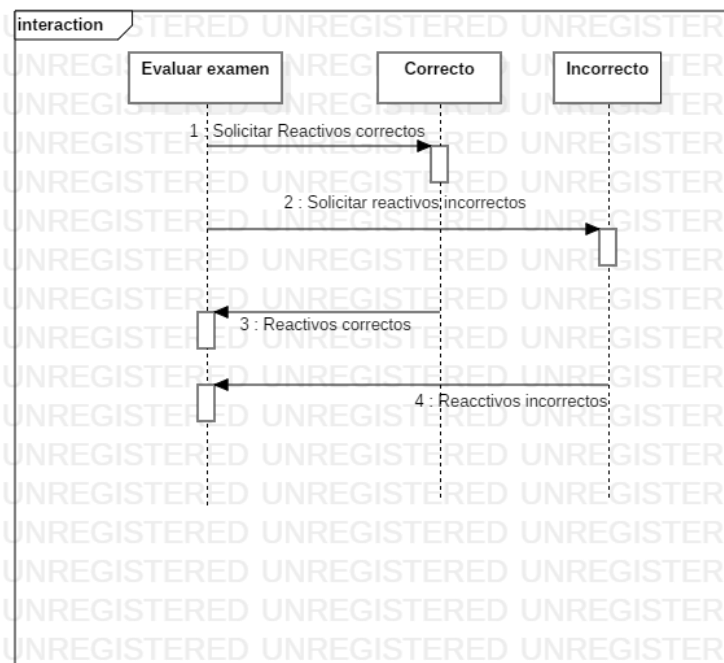 interaction
Evaluar examen
Correcto
Incorrecto
1 : Solicitar Reactivos correctos
2 : Solicitar reactivos incorrectos
3 : Reactivos correctos
4 : Reacctivos incorrectos
UNREGISTERED UNREGISTERED UNREGISTER